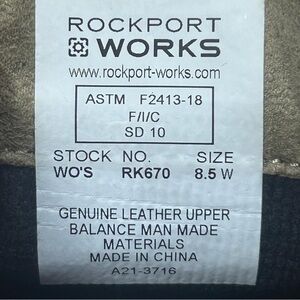 ROCKPORT
WORKS
www.rockport-works.com
ASTM F2413-18
F/I/C
SD 10
STOCK NO. SIZE
WO'S RK670 8.5 W
GENUINE LEATHER UPPER
BALANCE MAN MADE
MATERIALS
MADE IN CHINA
A21-3716